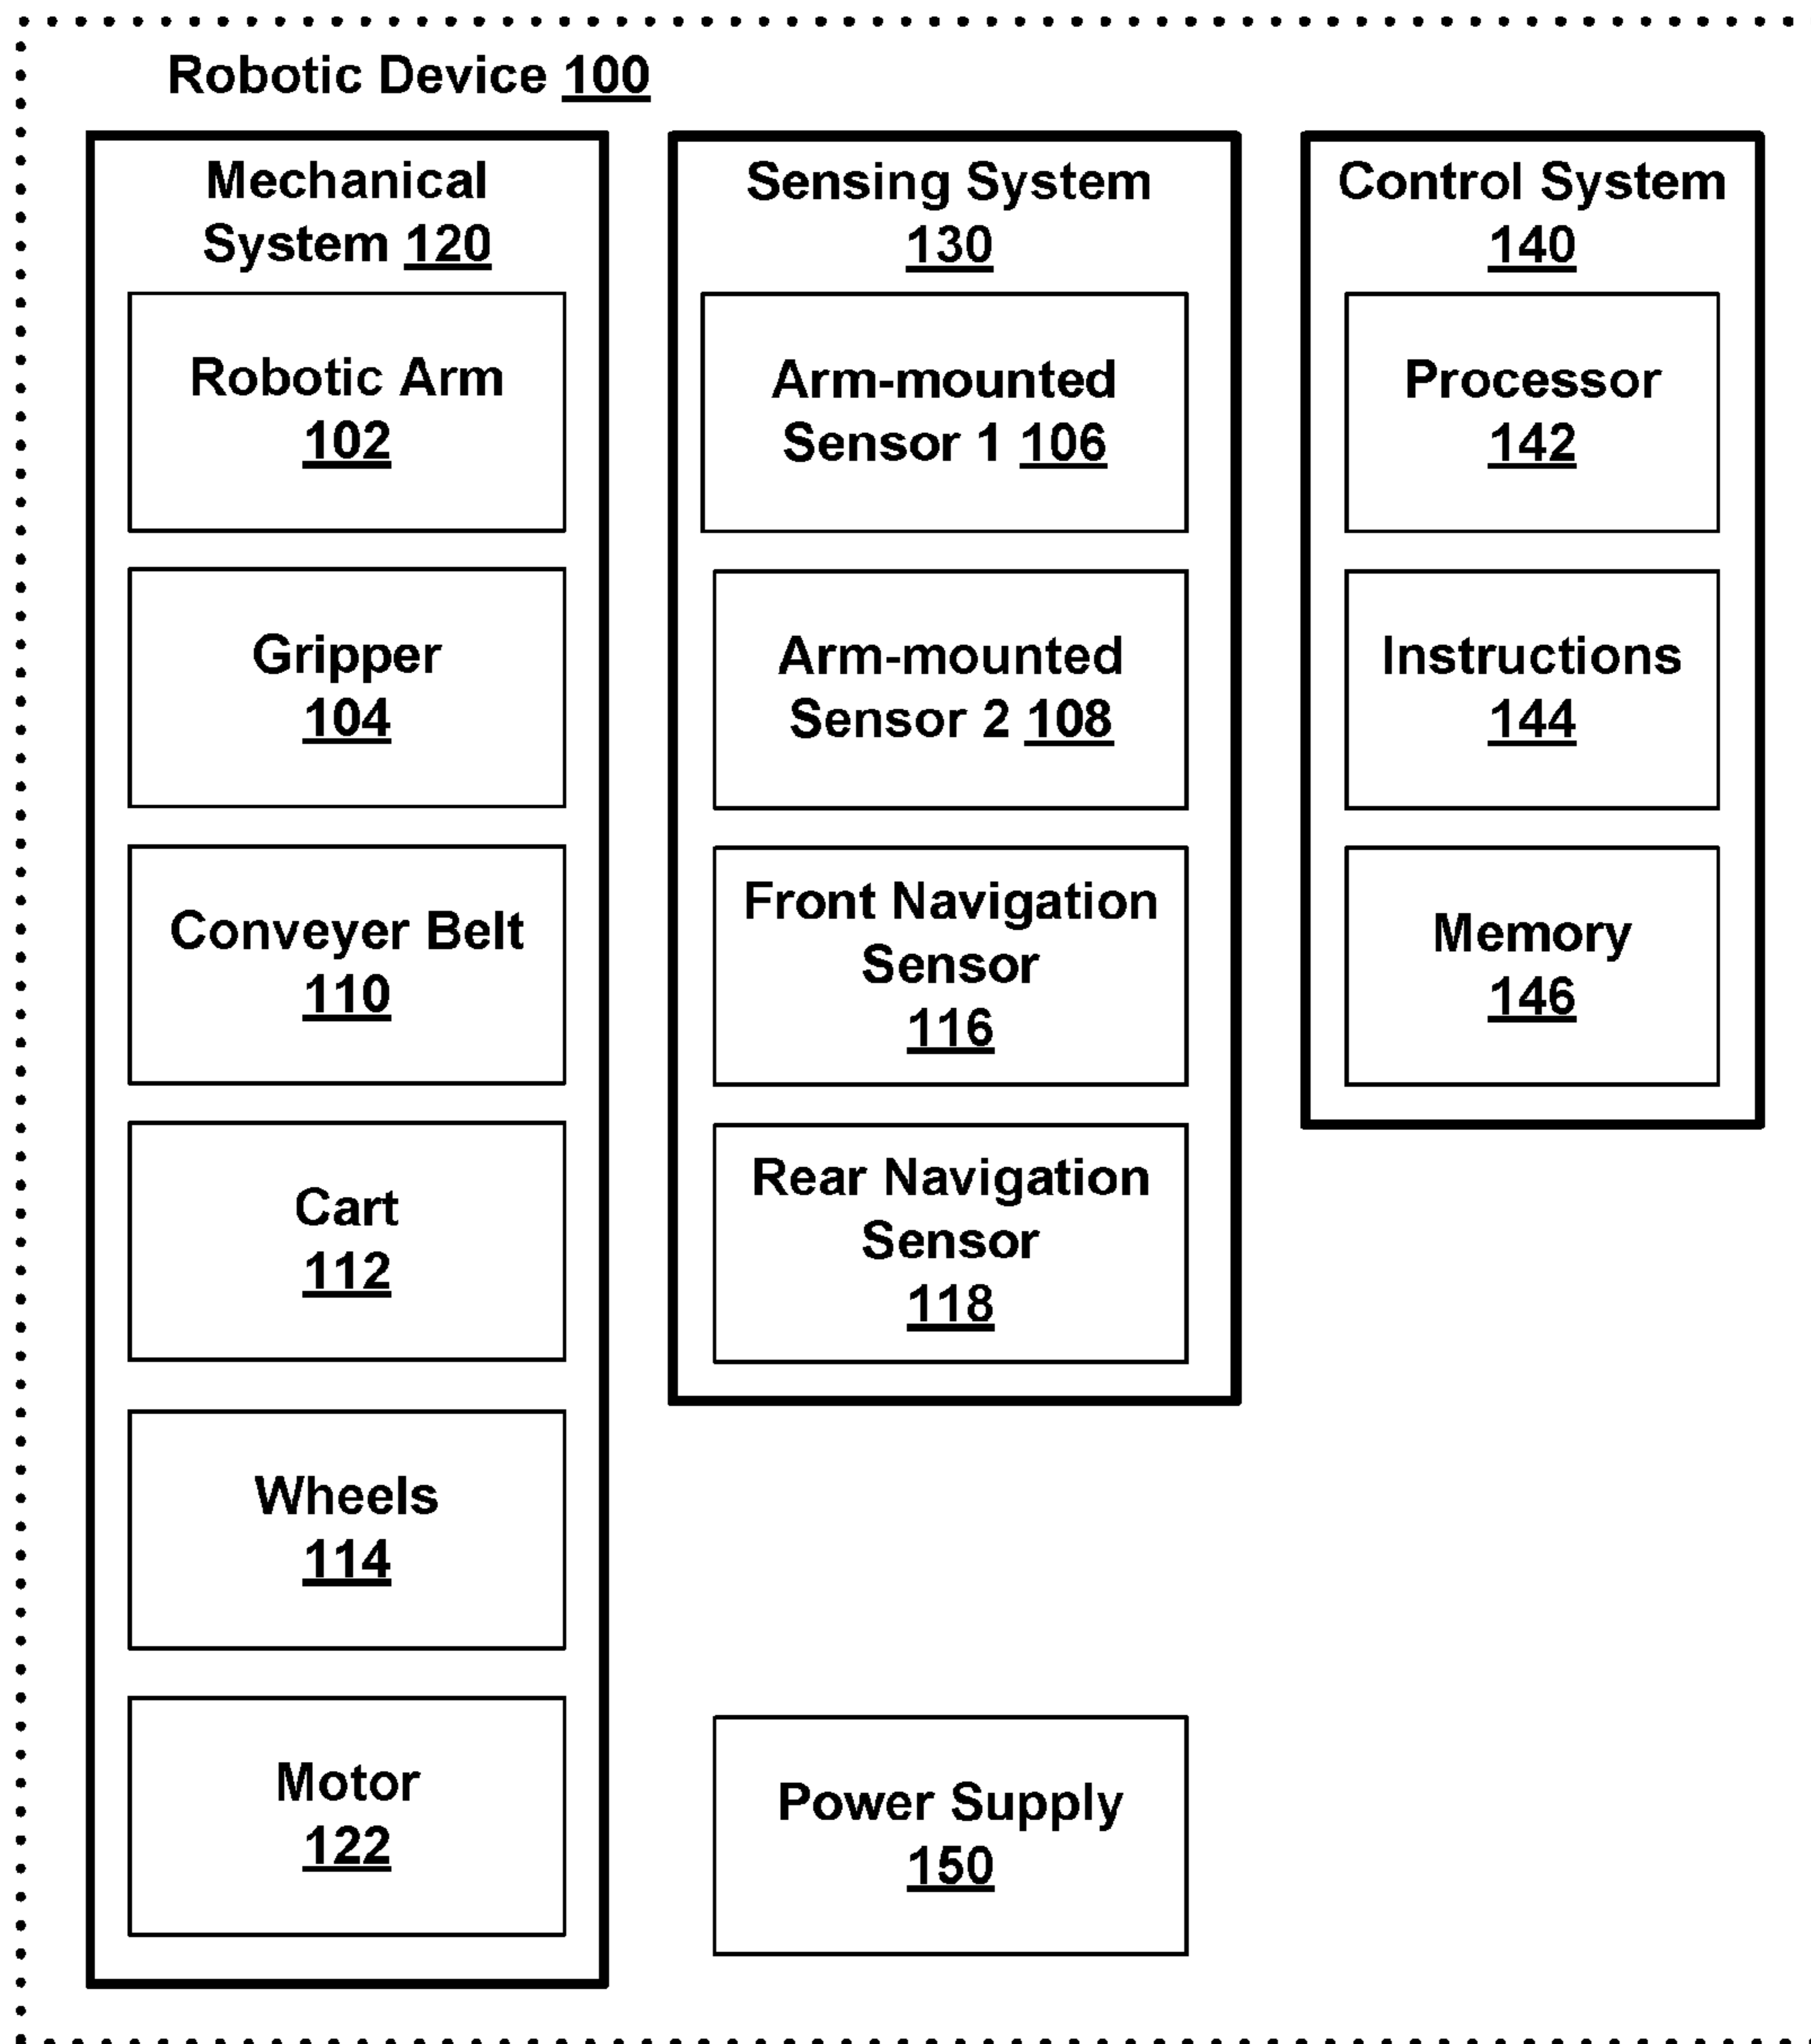 Robotic Device 100
Mechanical
System 120
Robotic Arm
102
Gripper
104
Conveyer Belt
110
Cart
112
Wheels
114
Motor
122
Sensing System
130
Arm-mounted
Sensor 1 106
Arm-mounted
Sensor 2 108
Front Navigation
Sensor
116
Rear Navigation
Sensor
118
Power Supply
150
Control System
140
Processor
142
Instructions
144
Memory
146